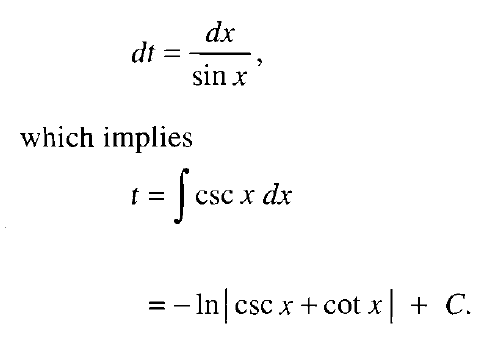 dt = dx / sin x,
which implies
t = ∫ csc x dx
= − ln| csc x + cot x | + C.